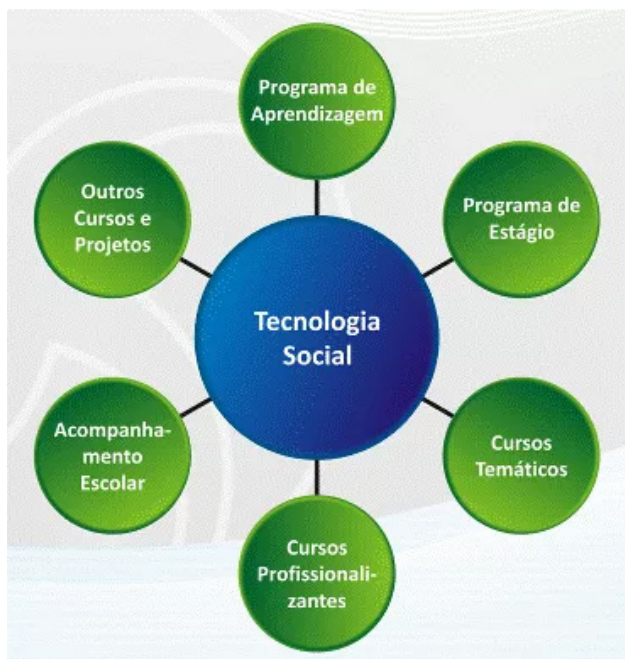 Programa de
Aprendizagem
Outros
Cursos e
Projetos
Programa de
Estágio
Tecnologia
Social
Acompanha-
mento
Escolar
Cursos
Temáticos
Cursos
Profissionali-
zantes